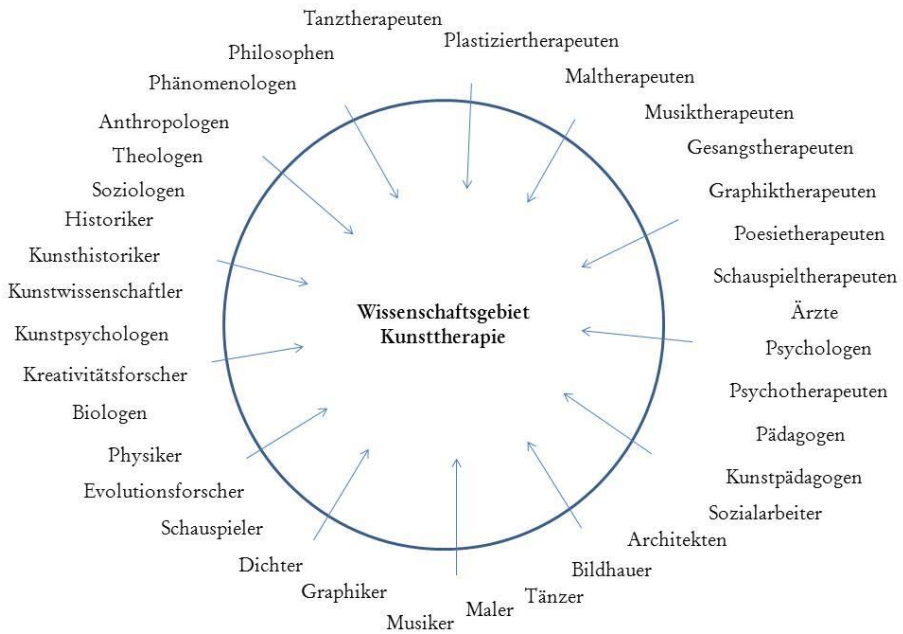 Tanztherapeuten
Plastiziertherapeuten
Maltherapeuten
Musiktherapeuten
Gesangstherapeuten
Graphiktherapeuten
Poesietherapeuten
Schauspieltherapeuten
Ärzte
Psychologen
Psychotherapeuten
Pädagogen
Kunstpädagogen
Sozialarbeiter
Architekten
Bildhauer
Tänzer
Maler
Musiker
Graphiker
Dichter
Schauspieler
Evolutionsforscher
Physiker
Biologen
Kreativitätsforscher
Kunstpsychologen
Kunstwissenschaftler
Kunsthistoriker
Historiker
Soziologen
Theologen
Anthropologen
Phänomenologen
Philosophen
Wissenschaftsgebiet
Kunsttherapie